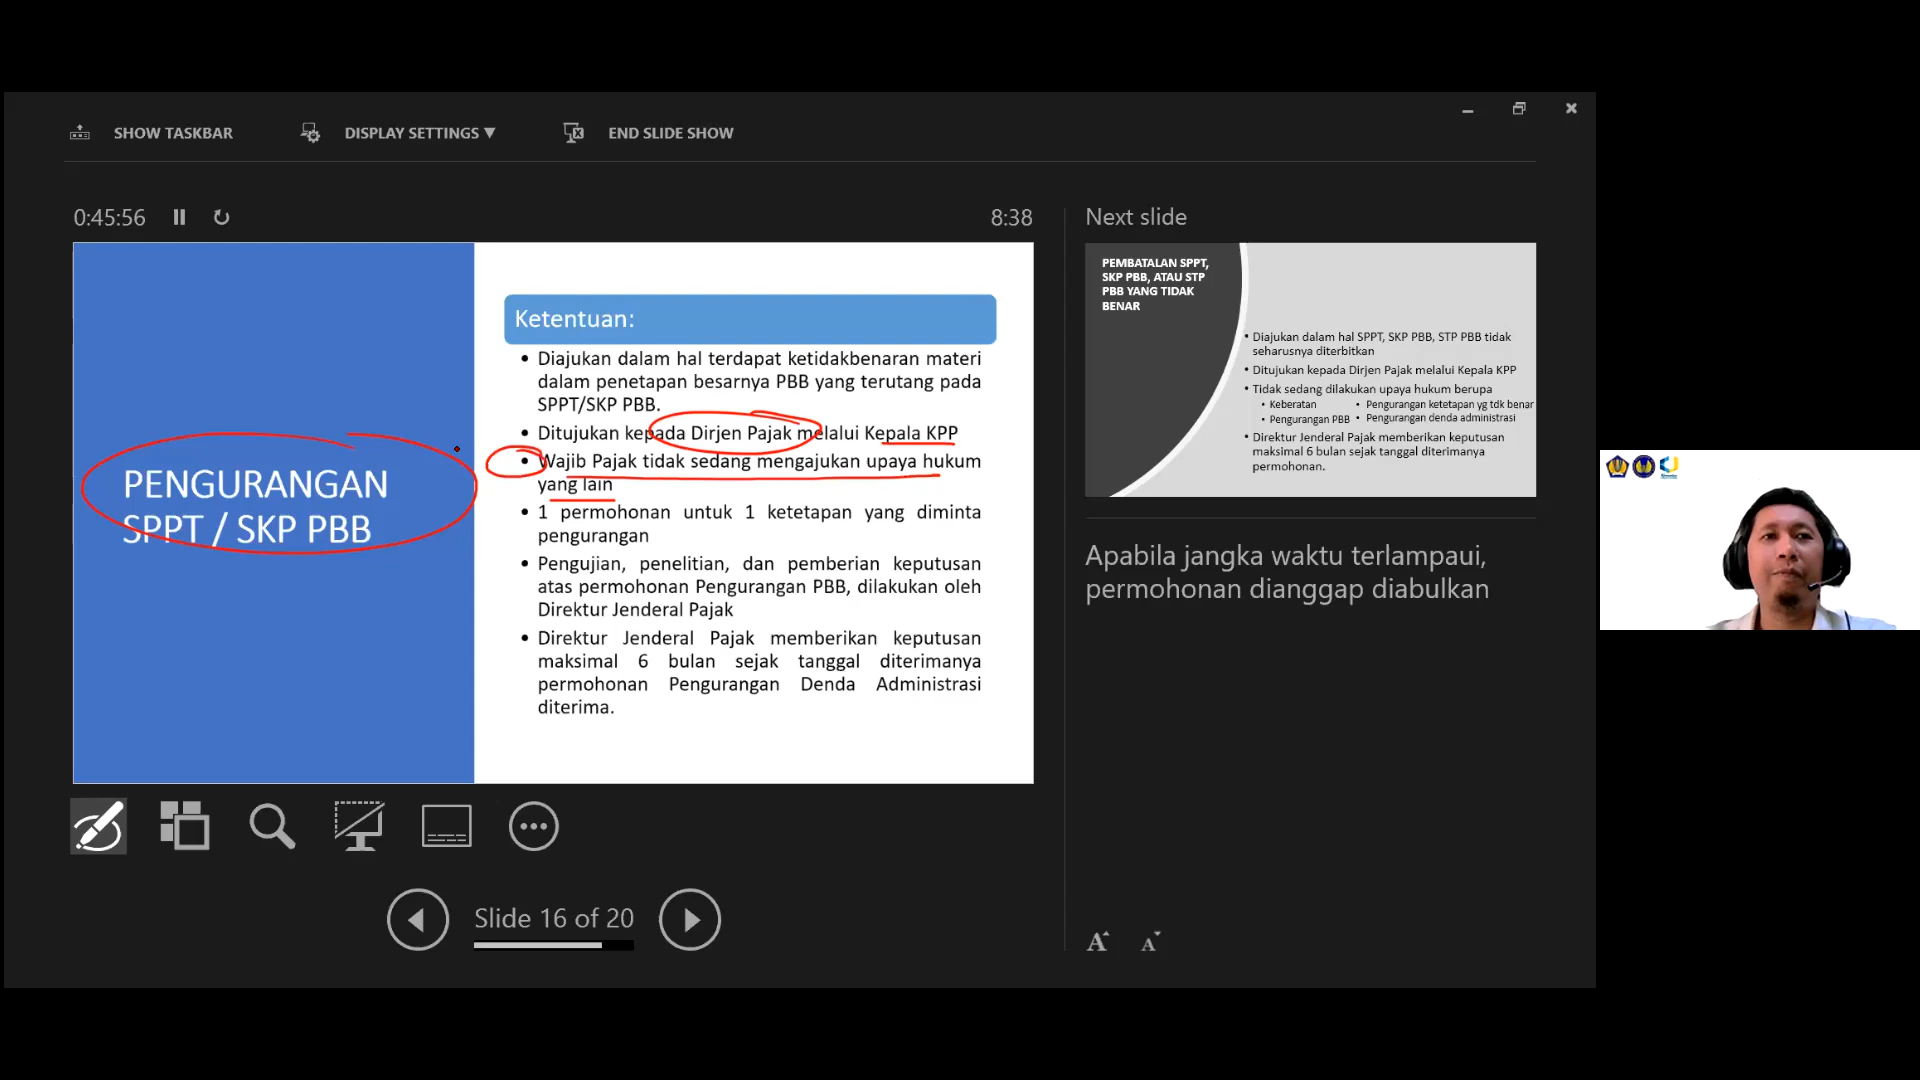 SHOW TASKBAR
DISPLAY SETTINGS ▼
END SLIDE SHOW
0:45:56
8:38
PENGURANGAN
SPPT / SKP PBB
Ketentuan:
• Diajukan dalam hal terdapat ketidakbenaran materi
dalam penetapan besarnya PBB yang terutang pada
SPPT/SKP PBB.
• Ditujukan kepada Dirjen Pajak melalui Kepala KPP
• Wajib Pajak tidak sedang mengajukan upaya hukum
yang lain
• 1 permohonan untuk 1 ketetapan yang diminta
pengurangan
• Pengujian, penelitian, dan pemberian keputusan
atas permohonan Pengurangan PBB, dilakukan oleh
Direktur Jenderal Pajak
• Direktur Jenderal Pajak memberikan keputusan
maksimal 6 bulan sejak tanggal diterimanya
permohonan Pengurangan Denda Administrasi
diterima.
Slide 16 of 20
Next slide
PEMBATALAN SPPT,
SKP PBB, ATAU STP
PBB YANG TIDAK
BENAR
• Diajukan dalam hal SPPT, SKP PBB, STP PBB tidak
seharusnya diterbitkan
• Ditujukan kepada Dirjen Pajak melalui Kepala KPP
• Tidak sedang dilakukan upaya hukum berupa
• Keberatan • Pengurangan ketetapan yg tdk benar
• Pengurangan PBB • Pengurangan denda administrasi
• Direktur Jenderal Pajak memberikan keputusan
maksimal 6 bulan sejak tanggal diterimanya
permohonan.
Apabila jangka waktu terlampaui,
permohonan dianggap diabulkan
A A